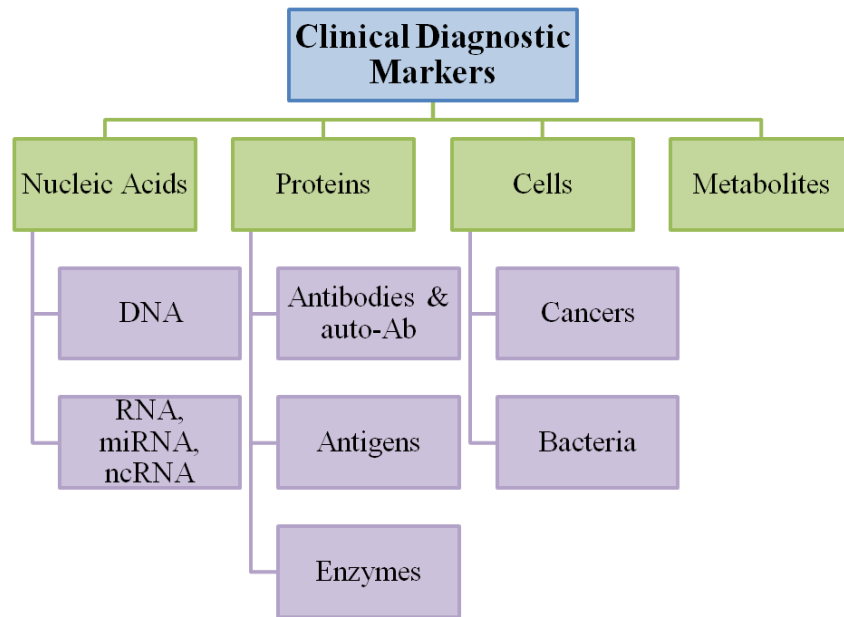 Clinical Diagnostic
Markers
Nucleic Acids
Proteins
Cells
Metabolites
DNA
Antibodies &
auto-Ab
Cancers
RNA,
miRNA,
ncRNA
Antigens
Bacteria
Enzymes